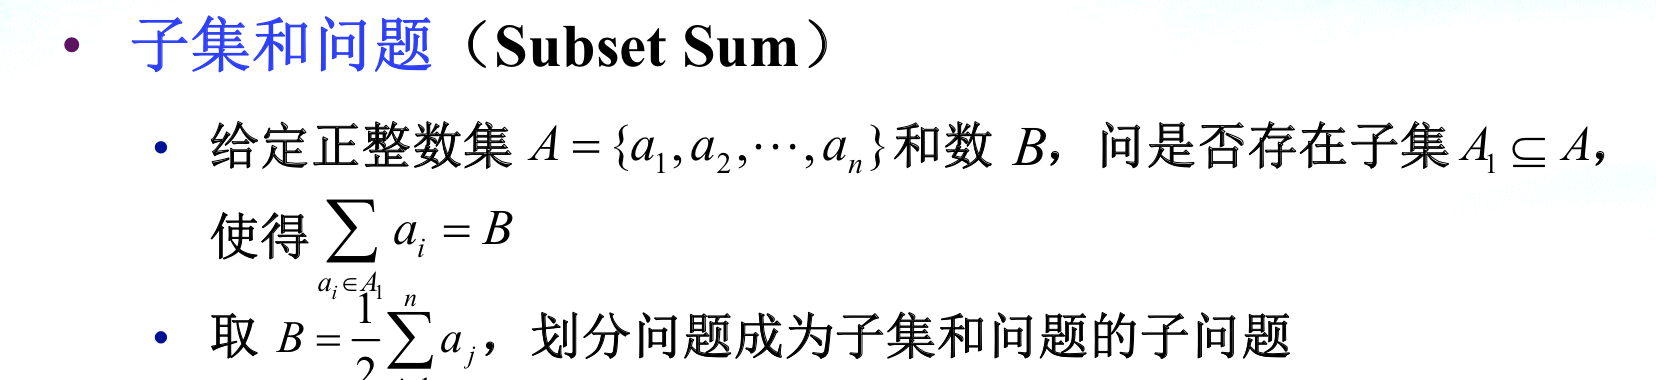 • 子集和问题（Subset Sum）
• 给定正整数集 A = {a₁, a₂, ⋯, aₙ} 和数 B，问是否存在子集 A₁ ⊆ A，
使得 ∑_{aᵢ∈A₁} aᵢ = B
• 取 B = 1/2 ∑ⁿ aⱼ，划分问题成为子集和问题的子问题